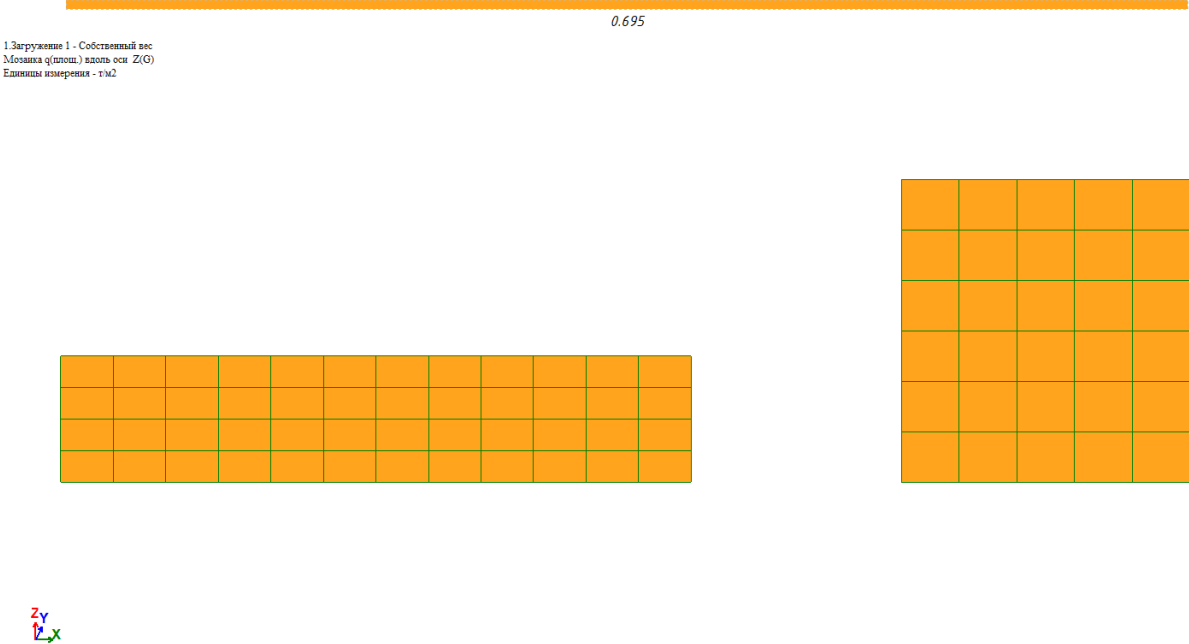 0.695
1.Загружение 1 - Собственный вес
Мозаика q(площ.) вдоль оси Z(G)
Единицы измерения - т/м2
Z
Y
X